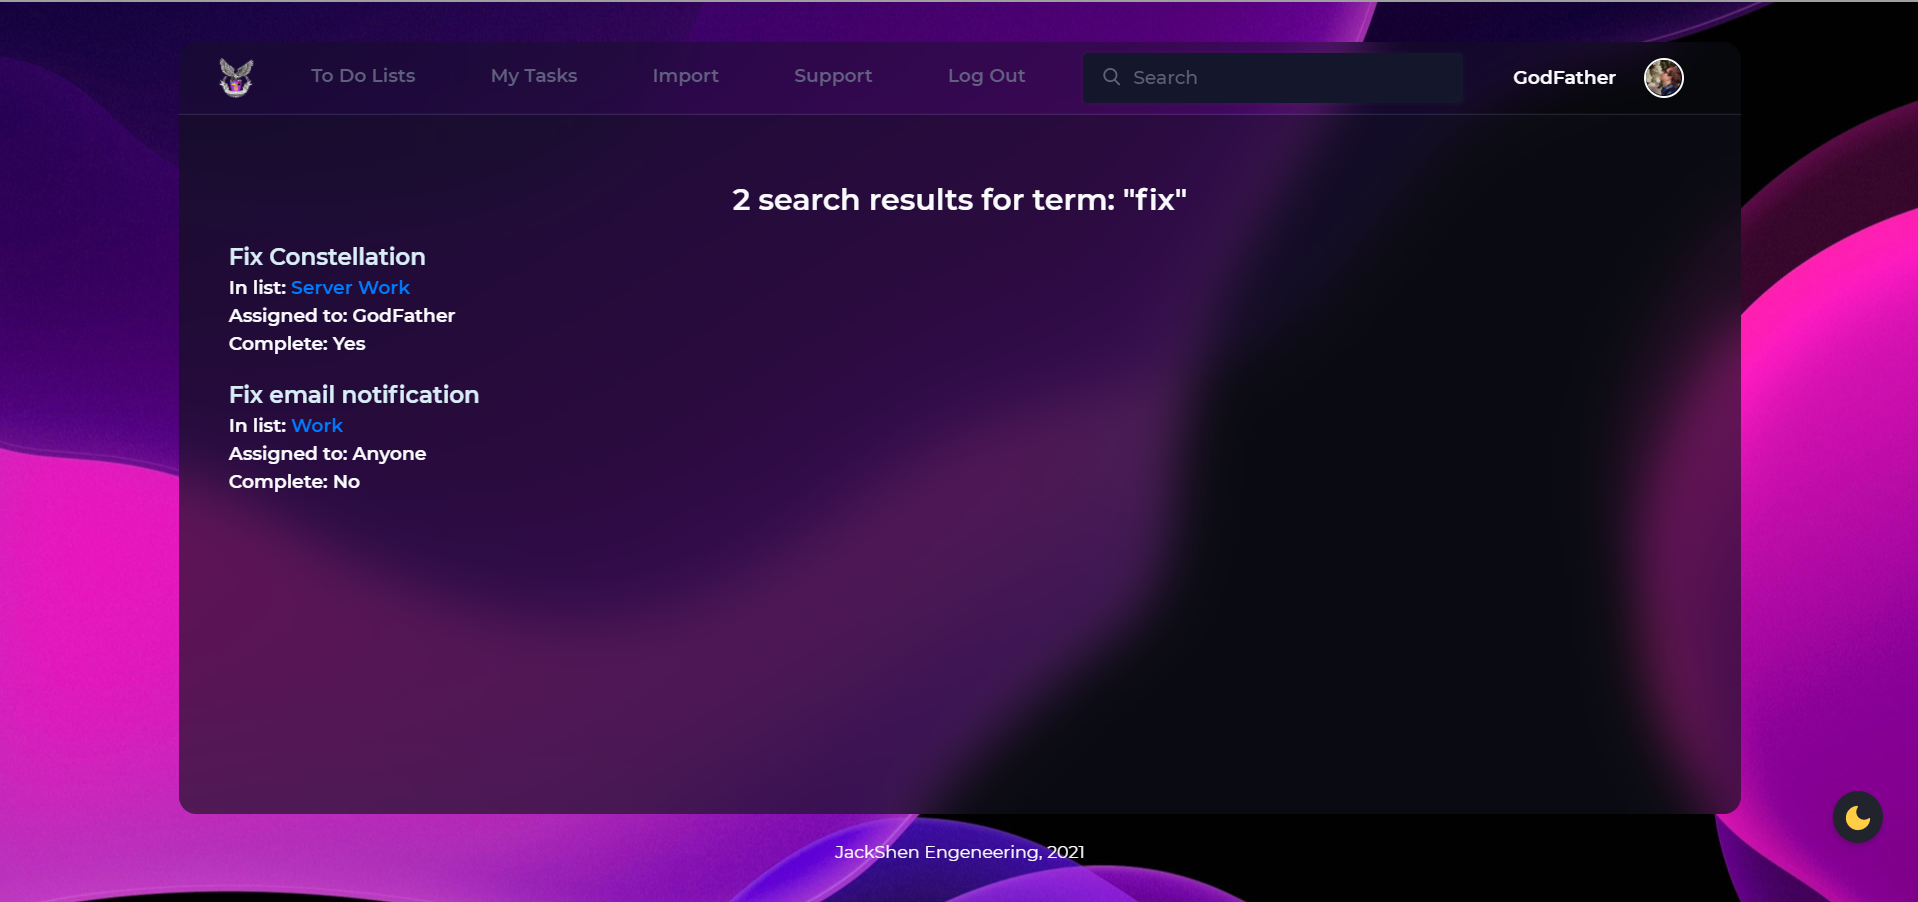 To Do Lists
My Tasks
Import
Support
Log Out
Search
GodFather
2 search results for term: "fix"
Fix Constellation
In list: Server Work
Assigned to: GodFather
Complete: Yes
Fix email notification
In list: Work
Assigned to: Anyone
Complete: No
JackShen Engeneering, 2021